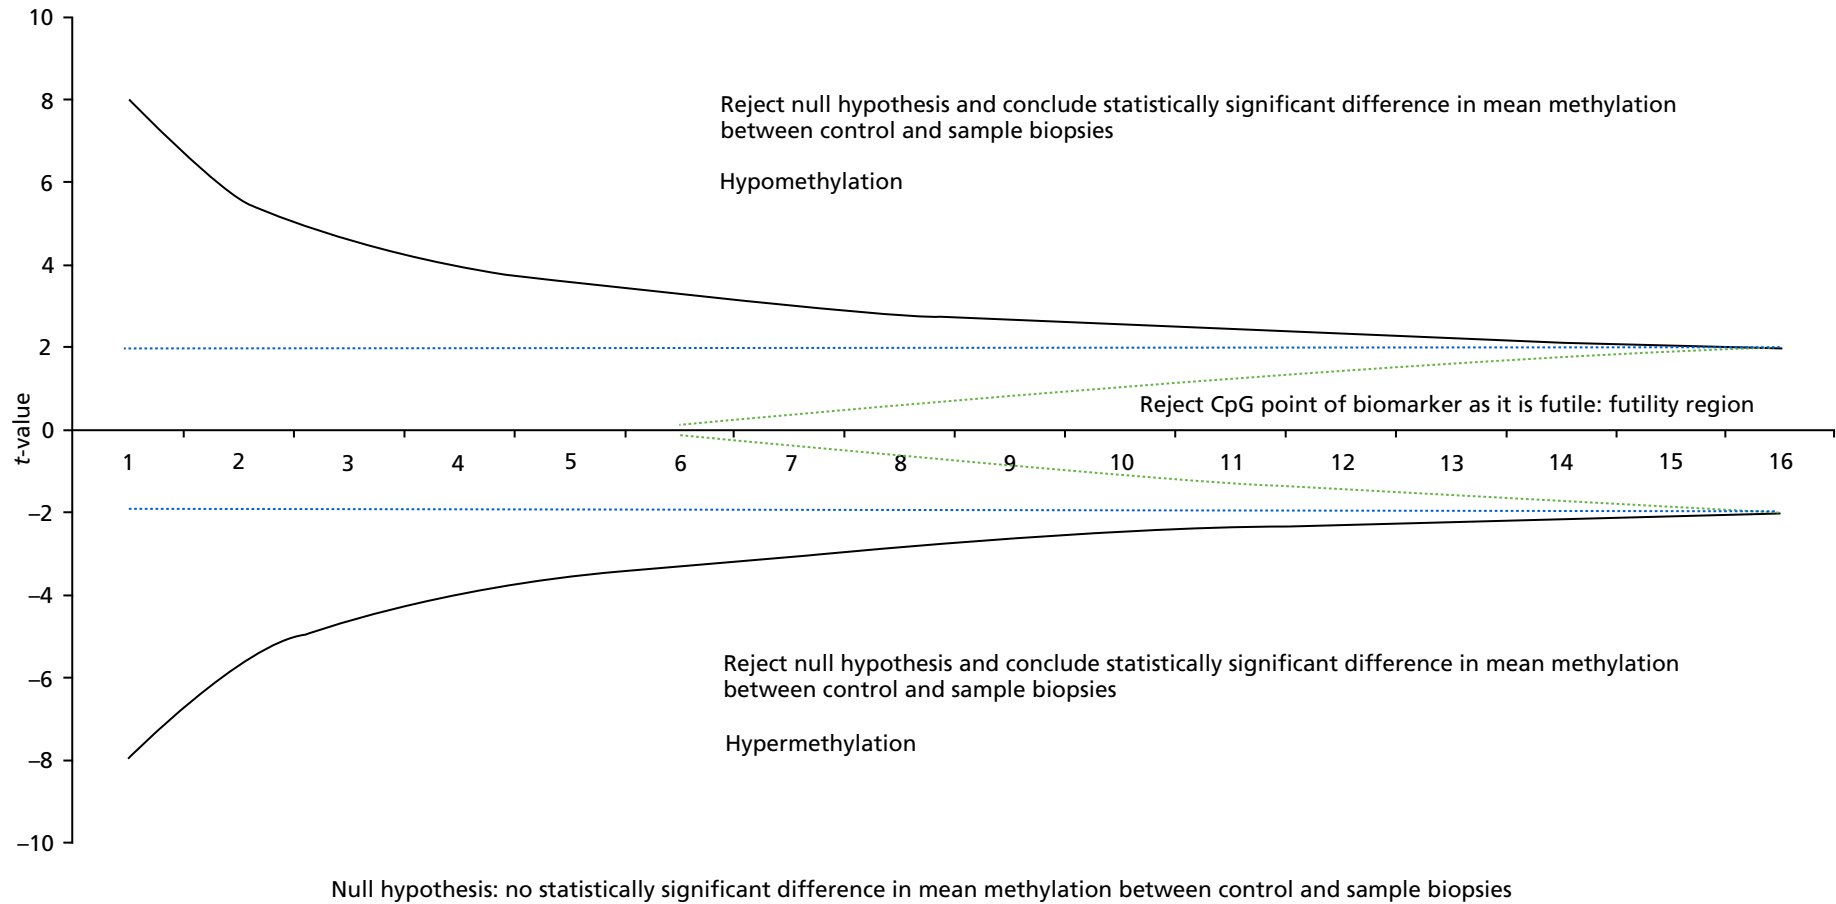 10
8
6
4
2
0
–2
–4
–6
–8
–10
t-value
Reject null hypothesis and conclude statistically significant difference in mean methylation
between control and sample biopsies
Hypomethylation
Reject CpG point of biomarker as it is futile: futility region
1 2 3 4 5 6 7 8 9 10 11 12 13 14 15 16
Reject null hypothesis and conclude statistically significant difference in mean methylation
between control and sample biopsies
Hypermethylation
Null hypothesis: no statistically significant difference in mean methylation between control and sample biopsies